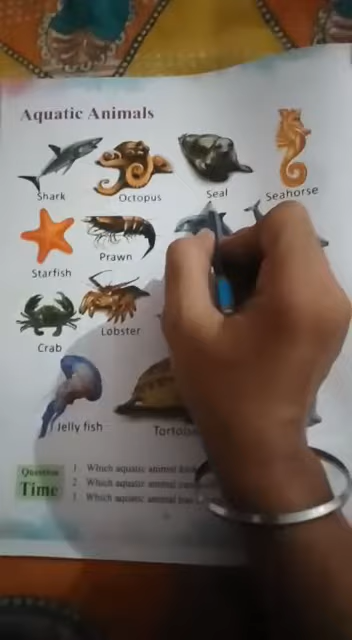 Aquatic Animals
Shark Octopus Seal Seahorse
Starfish Prawn
Crab Lobster
Jelly fish
Question Time
1. Which aquatic animal
2. Which aquatic animal
3. Which aquatic animal